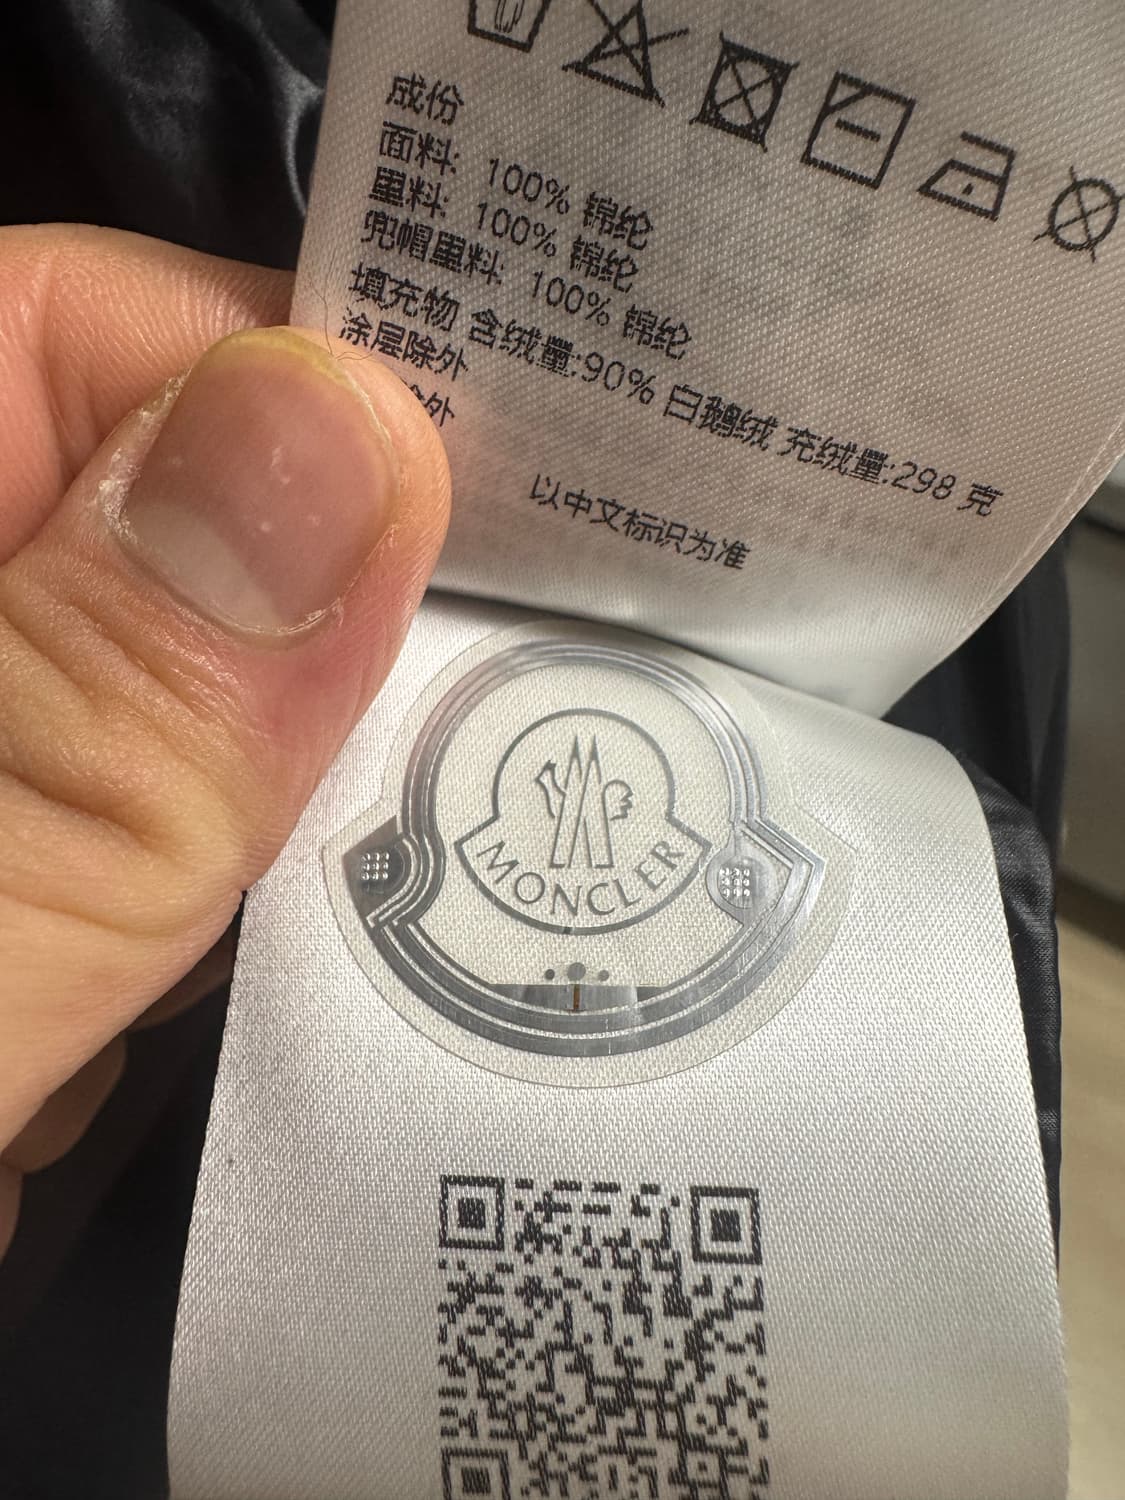 成份
面料: 100% 锦纶
里料: 100% 锦纶
兜帽里料: 100% 锦纶
填充物 含绒量:90% 白鹅绒 充绒量:298 克
涂层除外
外
以中文标识为准
MONCLER